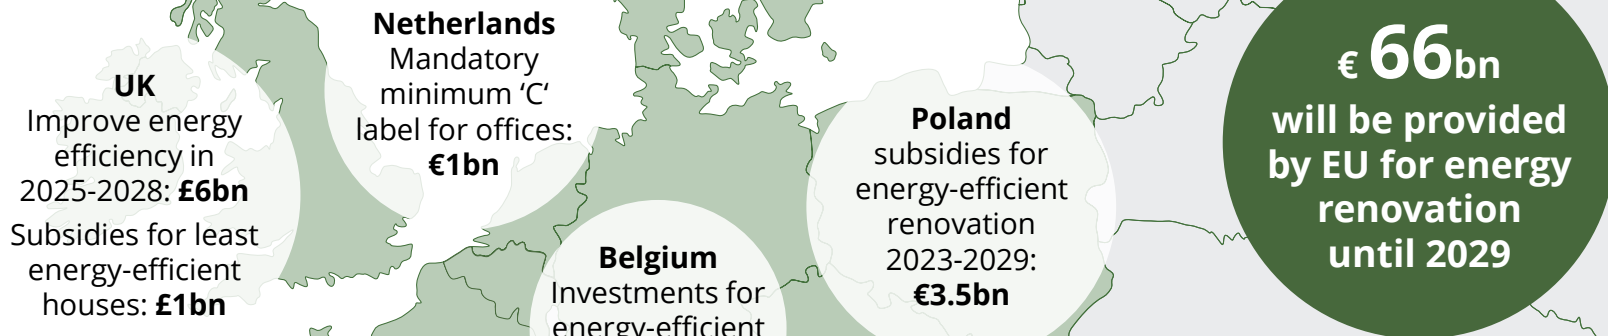 UK
Improve energy
efficiency in
2025-2028: £6bn
Subsidies for least
energy-efficient
houses: £1bn
Netherlands
Mandatory
minimum ‘C‘
label for offices:
€1bn
Belgium
Investments for
energy-efficient
Poland
subsidies for
energy-efficient
renovation
2023-2029:
€3.5bn
€ 66bn
will be provided
by EU for energy
renovation
until 2029